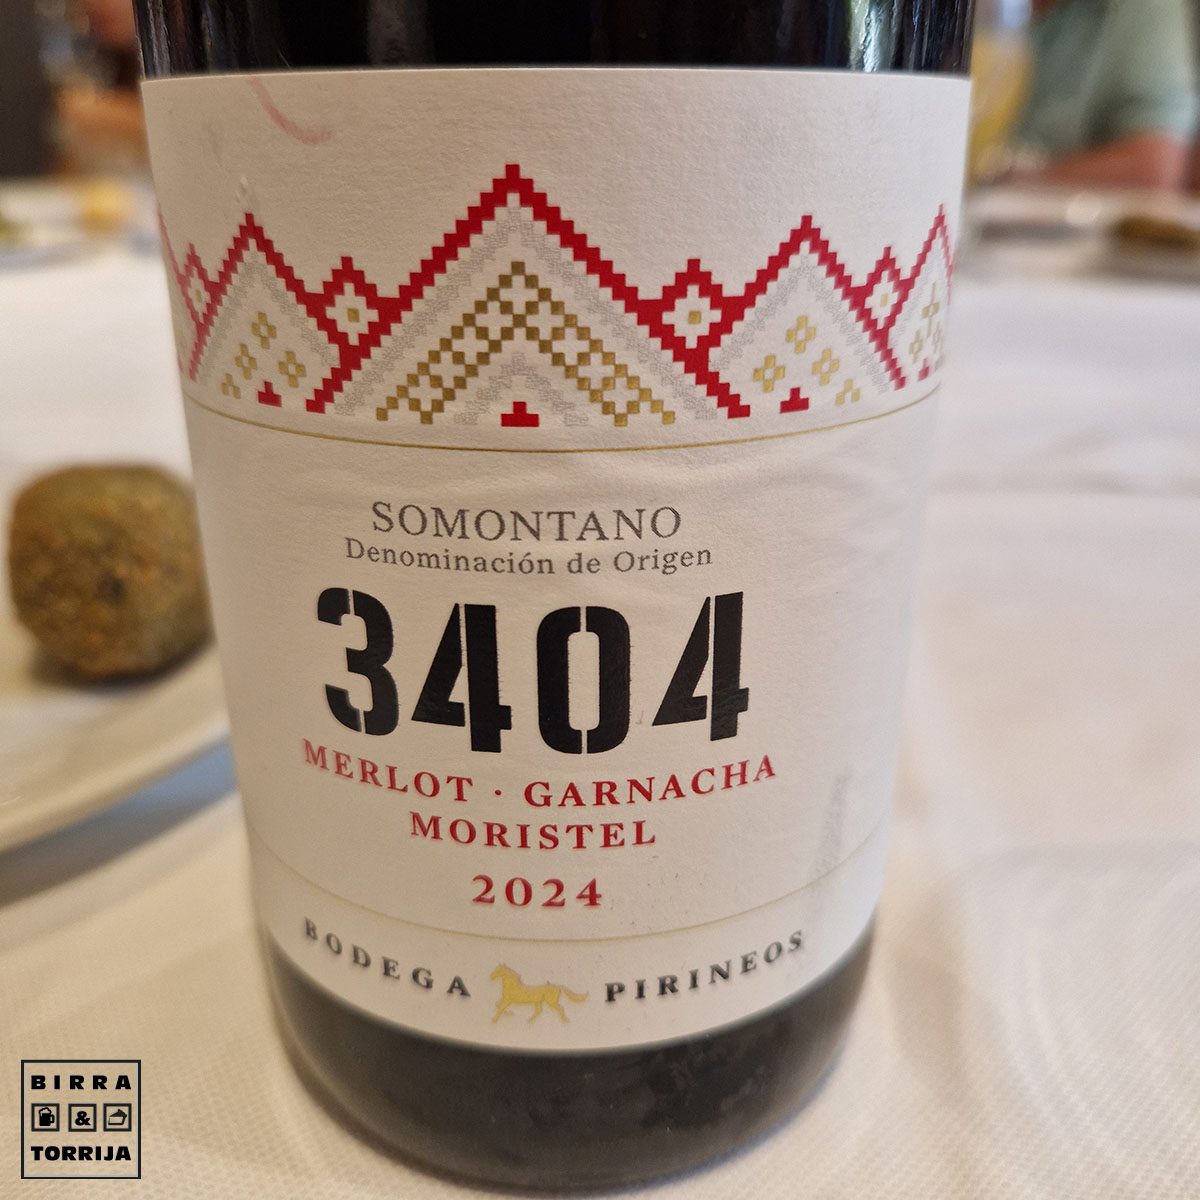 SOMONTANO
Denominación de Origen
3404
MERLOT · GARNACHA
MORISTEL
2024
BODEGA PIRINEOS
BIRRA
&
TORRIJA